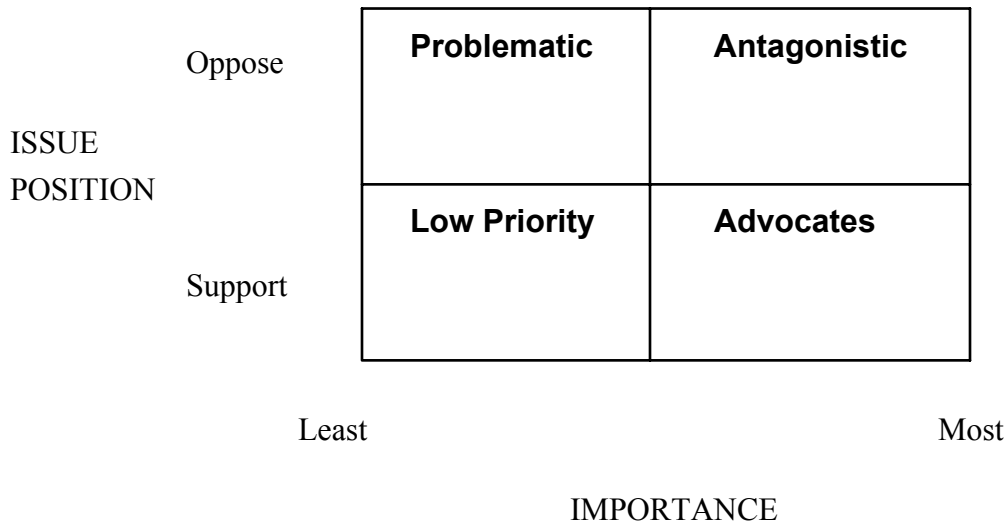 Problematic Antagonistic
Oppose
ISSUE
POSITION
Low Priority Advocates
Support
Least Most
IMPORTANCE